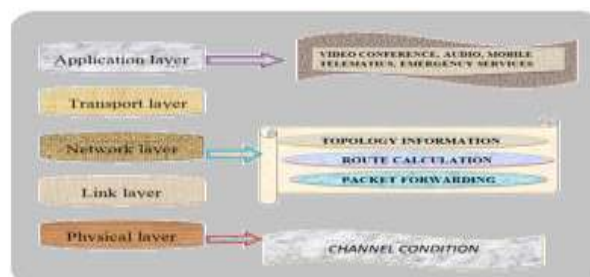 Application layer
VIDEO CONFERENCE, AUDIO, MOBILE
TELEMATICS, EMERGENCY SERVICES
Transport layer
Network layer
TOPOLOGY INFORMATION
ROUTE CALCULATION
PACKET FORWARDING
Link layer
Physical layer
CHANNEL CONDITION